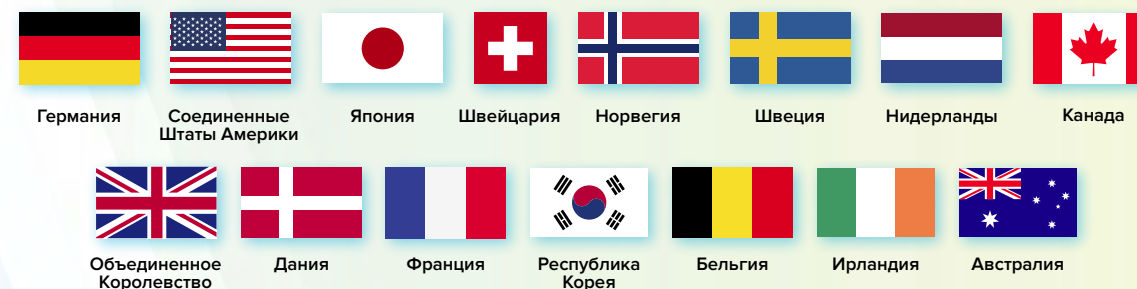 Германия
Соединенные
Штаты Америки
Япония
Швейцария
Норвегия
Швеция
Нидерланды
Канада
Объединенное
Королевство
Дания
Франция
Республика
Корея
Бельгия
Ирландия
Австралия